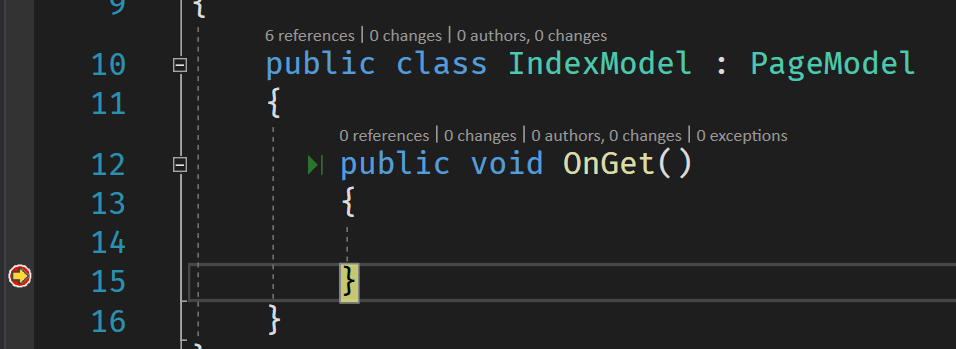 9 {
6 references | 0 changes | 0 authors, 0 changes
10 public class IndexModel : PageModel
11 {
0 references | 0 changes | 0 authors, 0 changes | 0 exceptions
12 public void OnGet()
13 {
14
15 }
16 }
}